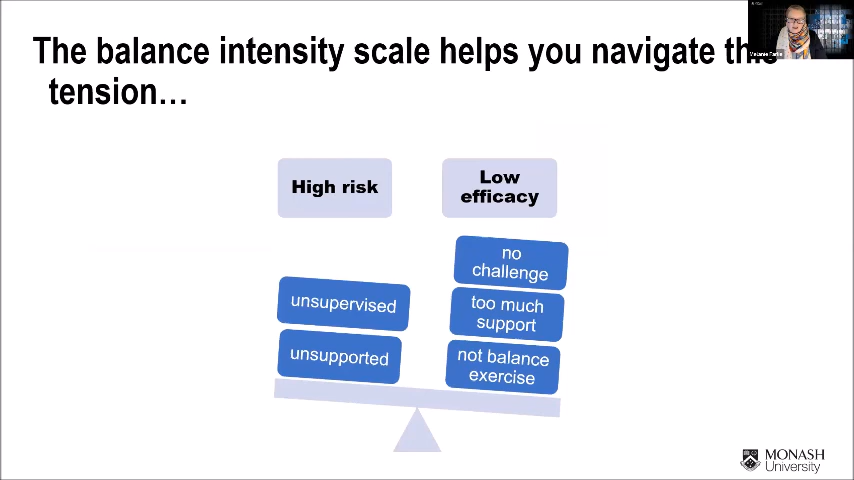 The balance intensity scale helps you navigate this
tension…
High risk
Low
efficacy
no
challenge
unsupervised
too much
support
unsupported
not balance
exercise
MONASH
University